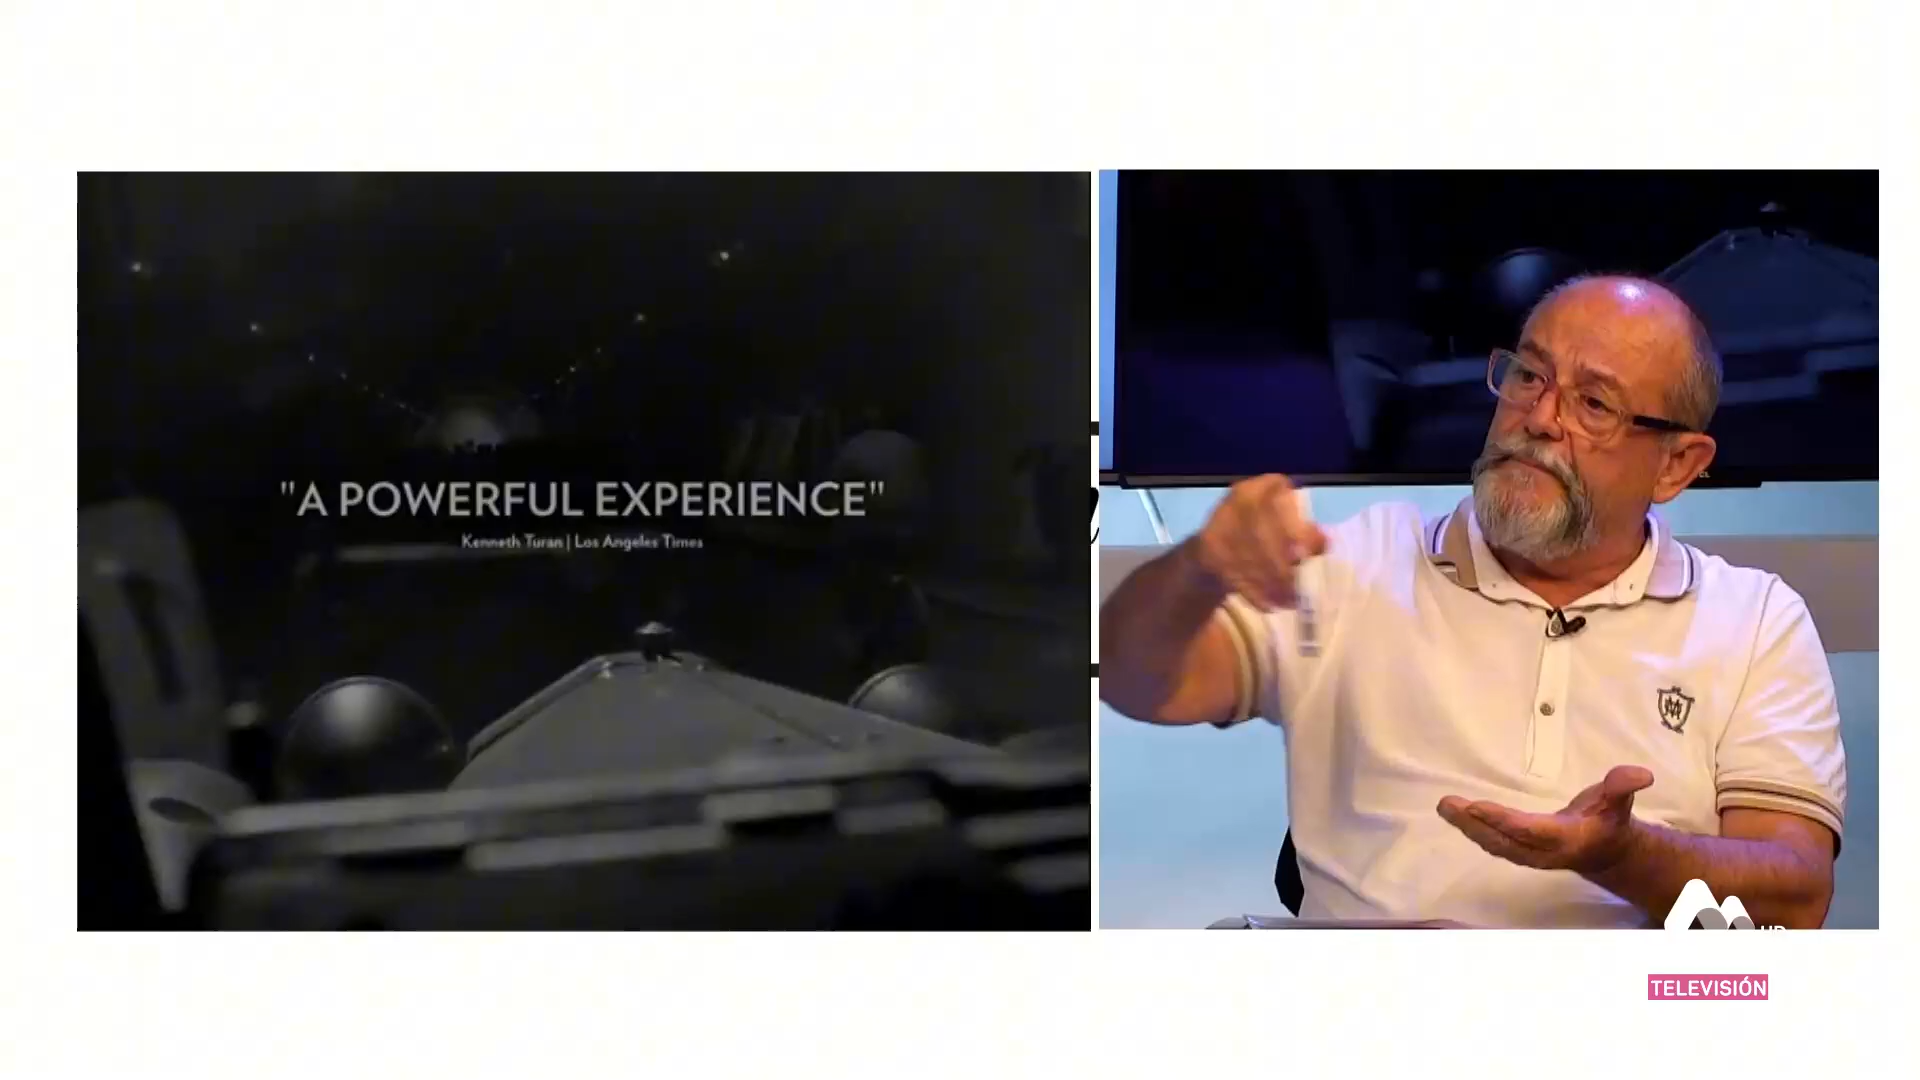 "A POWERFUL EXPERIENCE"
Kenneth Turan | Los Angeles Times
TELEVISIÓN